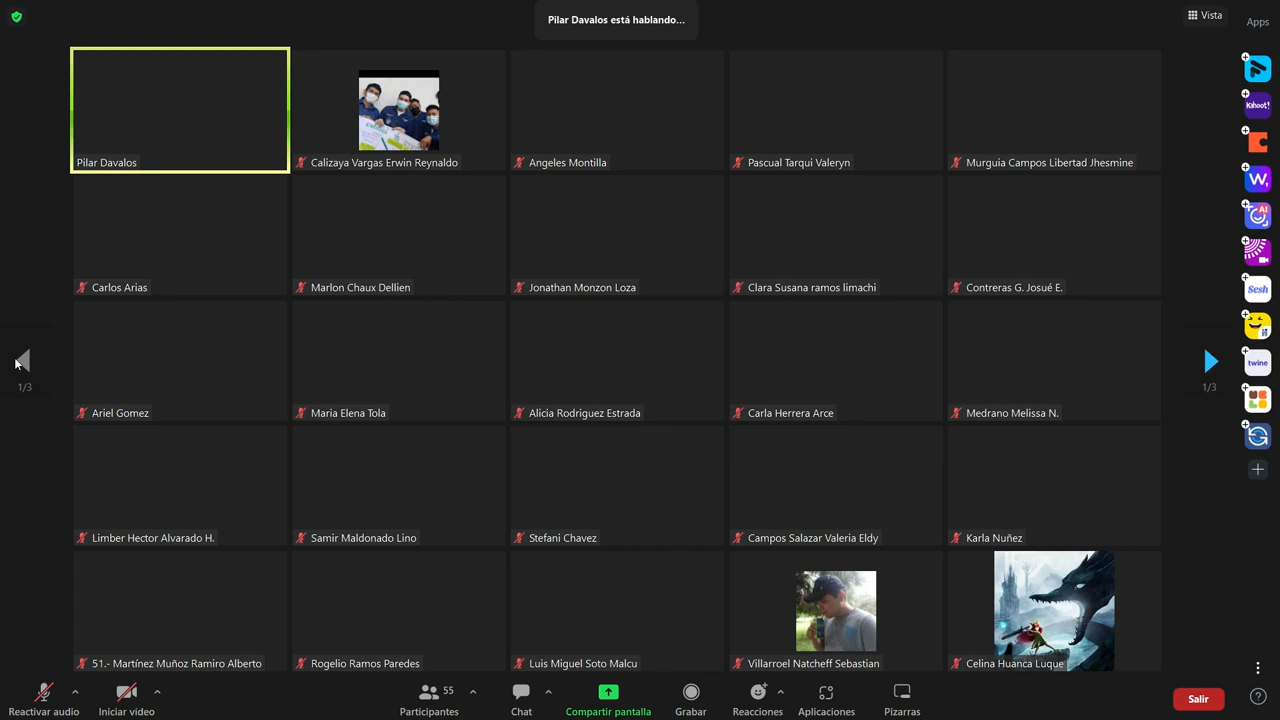 Pilar Davalos está hablando...
Vista
Apps
Pilar Davalos
Calizaya Vargas Erwin Reynaldo
Angeles Montilla
Pascual Tarqui Valeryn
Murguia Campos Libertad Jhesmine
Kahoot!
W
AI
Carlos Arias
Marlon Chaux Dellien
Jonathan Monzon Loza
Clara Susana ramos limachi
Contreras G. Josué E.
Sesh
1/3
1/3
twine
Ariel Gomez
Maria Elena Tola
Alicia Rodriguez Estrada
Carla Herrera Arce
Medrano Melissa N.
Limber Hector Alvarado H.
Samir Maldonado Lino
Stefani Chavez
Campos Salazar Valeria Eldy
Karla Nuñez
51.- Martínez Muñoz Ramiro Alberto
Rogelio Ramos Paredes
Luis Miguel Soto Malcu
Villarroel Natcheff Sebastian
Celina Huanca Luque
Reactivar audio
Iniciar video
55
Participantes
Chat
Compartir pantalla
Grabar
Reacciones
Aplicaciones
Pizarras
Salir